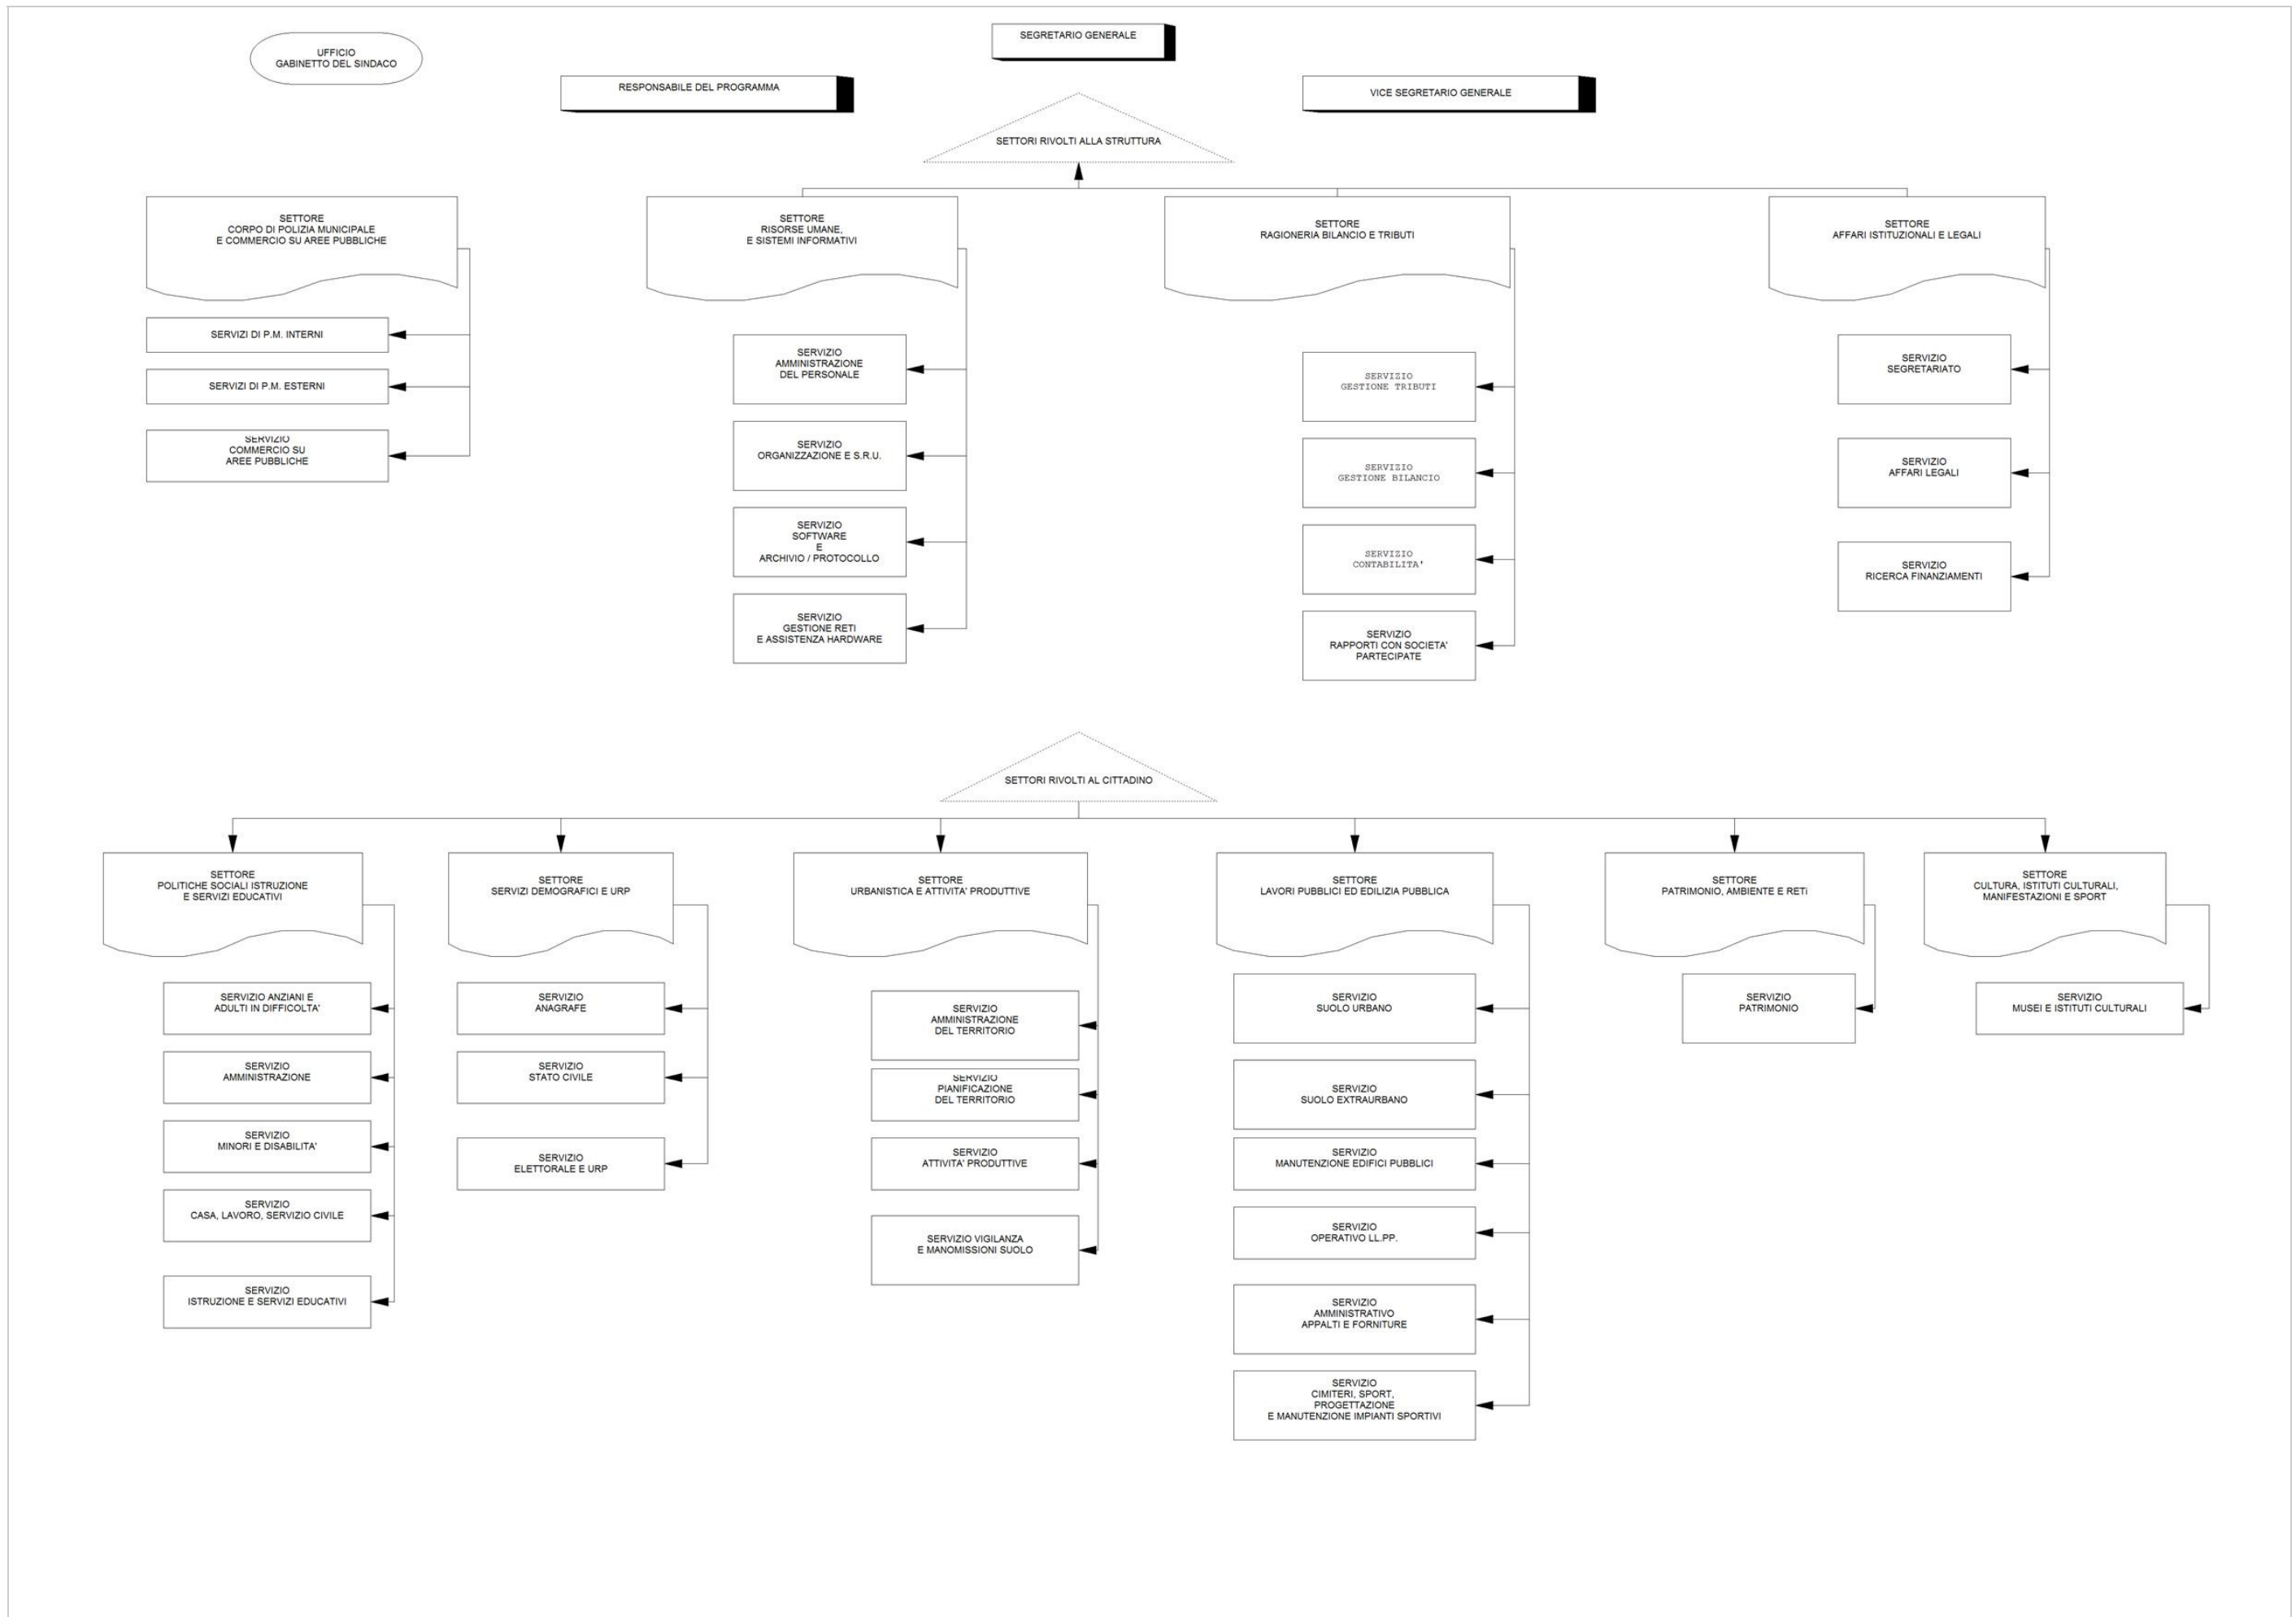 UFFICIO
GABINETTO DEL SINDACO
SEGRETARIO GENERALE
RESPONSABILE DEL PROGRAMMA
VICE SEGRETARIO GENERALE
SETTORI RIVOLTI ALLA STRUTTURA
SETTORE
CORPO DI POLIZIA MUNICIPALE
E COMMERCIO SU AREE PUBBLICHE
SERVIZI DI P.M. INTERNI
SERVIZI DI P.M. ESTERNI
SERVIZIO
COMMERCIO SU
AREE PUBBLICHE
SETTORE
RISORSE UMANE,
E SISTEMI INFORMATIVI
SERVIZIO
AMMINISTRAZIONE
DEL PERSONALE
SERVIZIO
ORGANIZZAZIONE E S.R.U.
SERVIZIO
SOFTWARE
E
ARCHIVIO / PROTOCOLLO
SERVIZIO
GESTIONE RETI
E ASSISTENZA HARDWARE
SETTORE
RAGIONERIA BILANCIO E TRIBUTI
SERVIZIO
GESTIONE TRIBUTI
SERVIZIO
GESTIONE BILANCIO
SERVIZIO
CONTABILITA'
SERVIZIO
RAPPORTI CON SOCIETA'
PARTECIPATE
SETTORE
AFFARI ISTITUZIONALI E LEGALI
SERVIZIO
SEGRETARIATO
SERVIZIO
AFFARI LEGALI
SERVIZIO
RICERCA FINANZIAMENTI
SETTORI RIVOLTI AL CITTADINO
SETTORE
POLITICHE SOCIALI ISTRUZIONE
E SERVIZI EDUCATIVI
SERVIZIO ANZIANI E
ADULTI IN DIFFICOLTA'
SERVIZIO
AMMINISTRAZIONE
SERVIZIO
MINORI E DISABILITA'
SERVIZIO
CASA, LAVORO, SERVIZIO CIVILE
SERVIZIO
ISTRUZIONE E SERVIZI EDUCATIVI
SETTORE
SERVIZI DEMOGRAFICI E URP
SERVIZIO
ANAGRAFE
SERVIZIO
STATO CIVILE
SERVIZIO
ELETTORALE E URP
SETTORE
URBANISTICA E ATTIVITA' PRODUTTIVE
SERVIZIO
AMMINISTRAZIONE
DEL TERRITORIO
SERVIZIO
PIANIFICAZIONE
DEL TERRITORIO
SERVIZIO
ATTIVITA' PRODUTTIVE
SERVIZIO VIGILANZA
E MANOMISSIONI SUOLO
SETTORE
LAVORI PUBBLICI ED EDILIZIA PUBBLICA
SERVIZIO
SUOLO URBANO
SERVIZIO
SUOLO EXTRAURBANO
SERVIZIO
MANUTENZIONE EDIFICI PUBBLICI
SERVIZIO
OPERATIVO LL.PP.
SERVIZIO
AMMINISTRATIVO
APPALTI E FORNITURE
SERVIZIO
CIMITERI, SPORT,
PROGETTAZIONE
E MANUTENZIONE IMPIANTI SPORTIVI
SETTORE
PATRIMONIO, AMBIENTE E RETi
SERVIZIO
PATRIMONIO
SETTORE
CULTURA, ISTITUTI CULTURALI,
MANIFESTAZIONI E SPORT
SERVIZIO
MUSEI E ISTITUTI CULTURALI